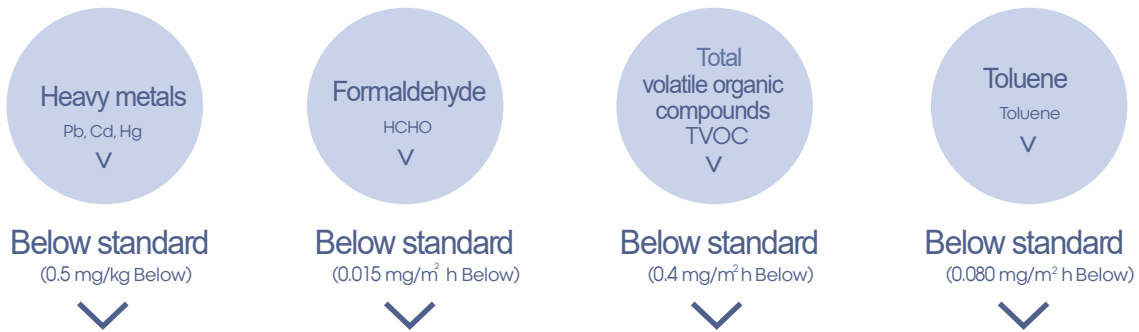 Heavy metals
Pb, Cd, Hg
Below standard
(0.5 mg/kg Below)
Formaldehyde
HCHO
Below standard
(0.015 mg/m² h Below)
Total
volatile organic
compounds
TVOC
Below standard
(0.4 mg/m² h Below)
Toluene
Toluene
Below standard
(0.080 mg/m² h Below)